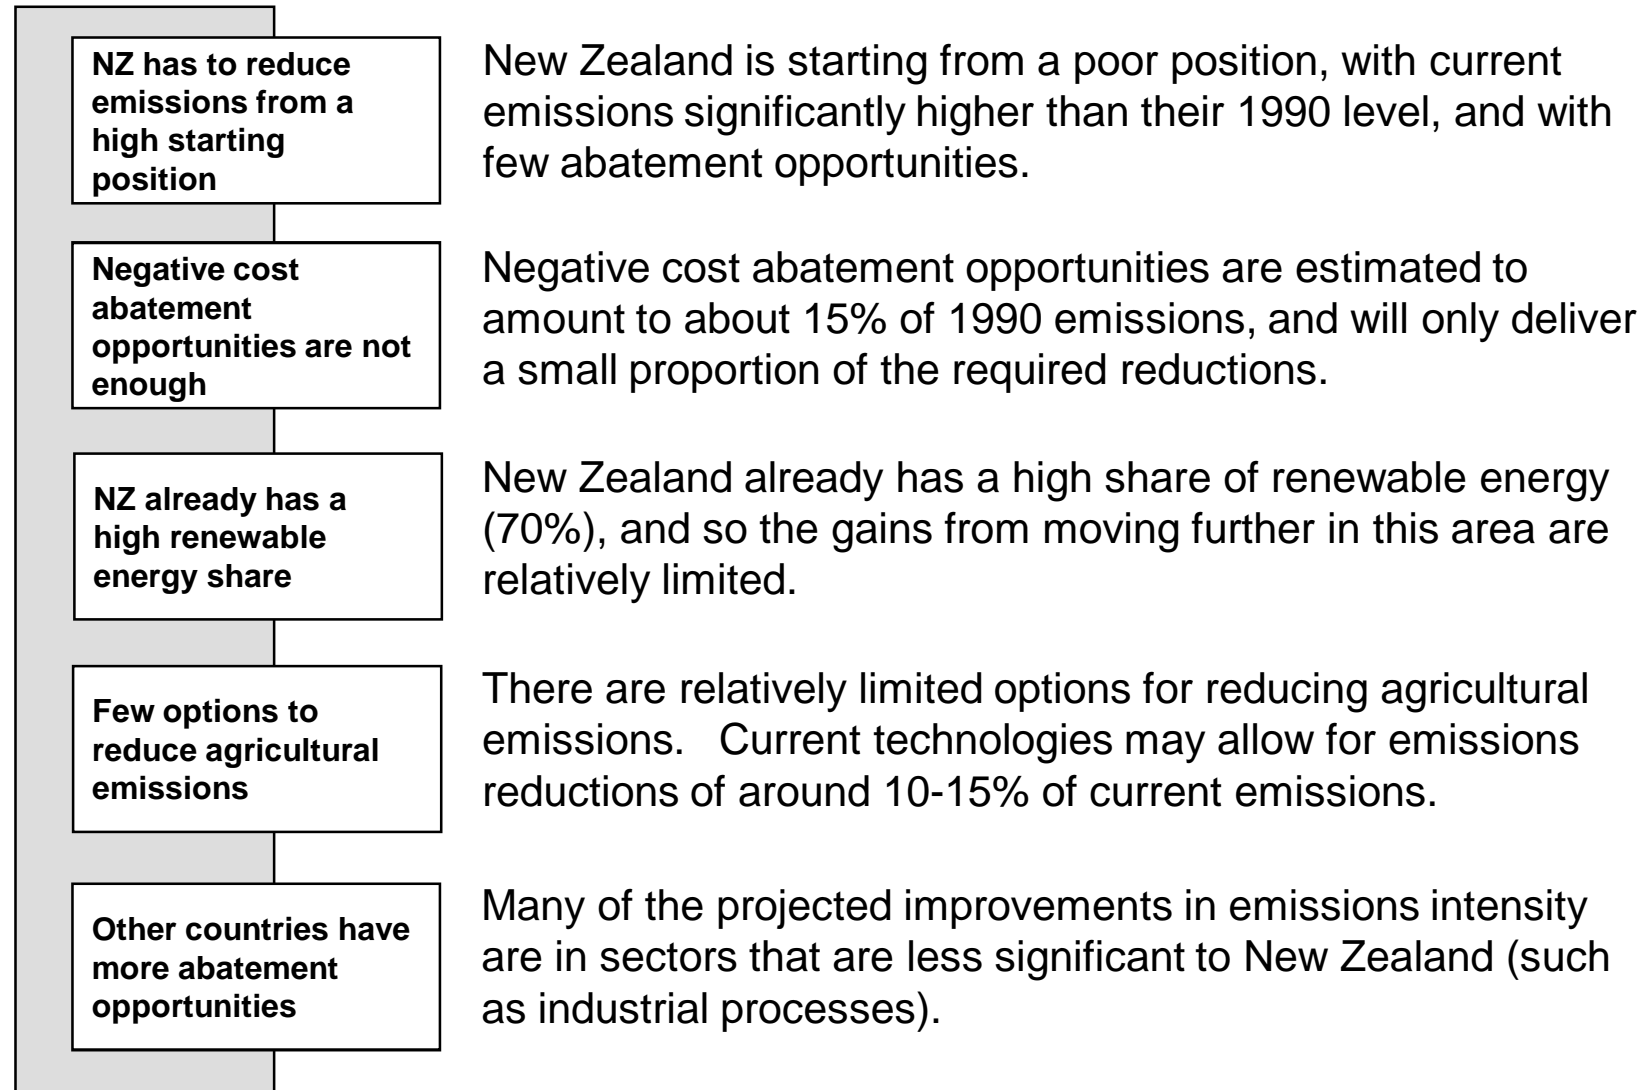 NZ has to reduce
emissions from a
high starting
position
New Zealand is starting from a poor position, with current
emissions significantly higher than their 1990 level, and with
few abatement opportunities.
Negative cost
abatement
opportunities are not
enough
Negative cost abatement opportunities are estimated to
amount to about 15% of 1990 emissions, and will only deliver
a small proportion of the required reductions.
NZ already has a
high renewable
energy share
New Zealand already has a high share of renewable energy
(70%), and so the gains from moving further in this area are
relatively limited.
Few options to
reduce agricultural
emissions
There are relatively limited options for reducing agricultural
emissions.   Current technologies may allow for emissions
reductions of around 10-15% of current emissions.
Other countries have
more abatement
opportunities
Many of the projected improvements in emissions intensity
are in sectors that are less significant to New Zealand (such
as industrial processes).